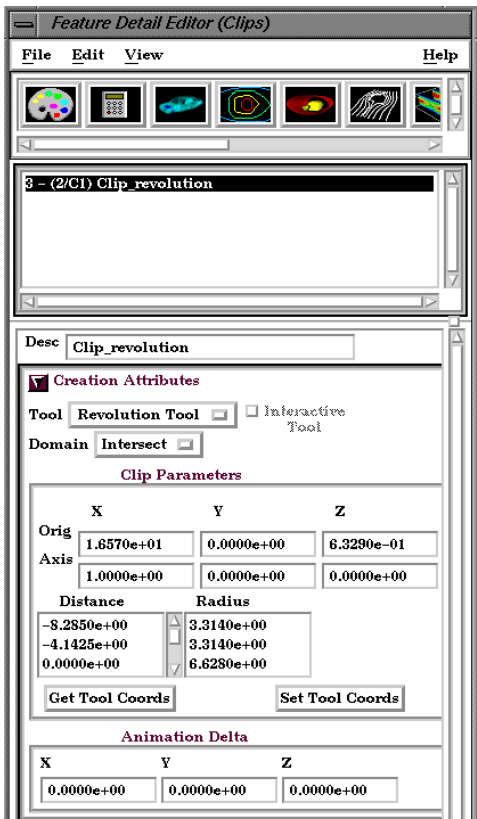 Feature Detail Editor (Clips)
File Edit View Help
3 - (2/C1) Clip_revolution
Desc Clip_revolution
Creation Attributes
Tool Revolution Tool Interactive
Tool
Domain Intersect
Clip Parameters
X Y Z
Orig 1.6570e+01 0.0000e+00 6.3290e-01
Axis 1.0000e+00 0.0000e+00 0.0000e+00
Distance Radius
-8.2850e+00 3.3140e+00
-4.1425e+00 3.3140e+00
0.0000e+00 6.6280e+00
Get Tool Coords Set Tool Coords
Animation Delta
X Y Z
0.0000e+00 0.0000e+00 0.0000e+00